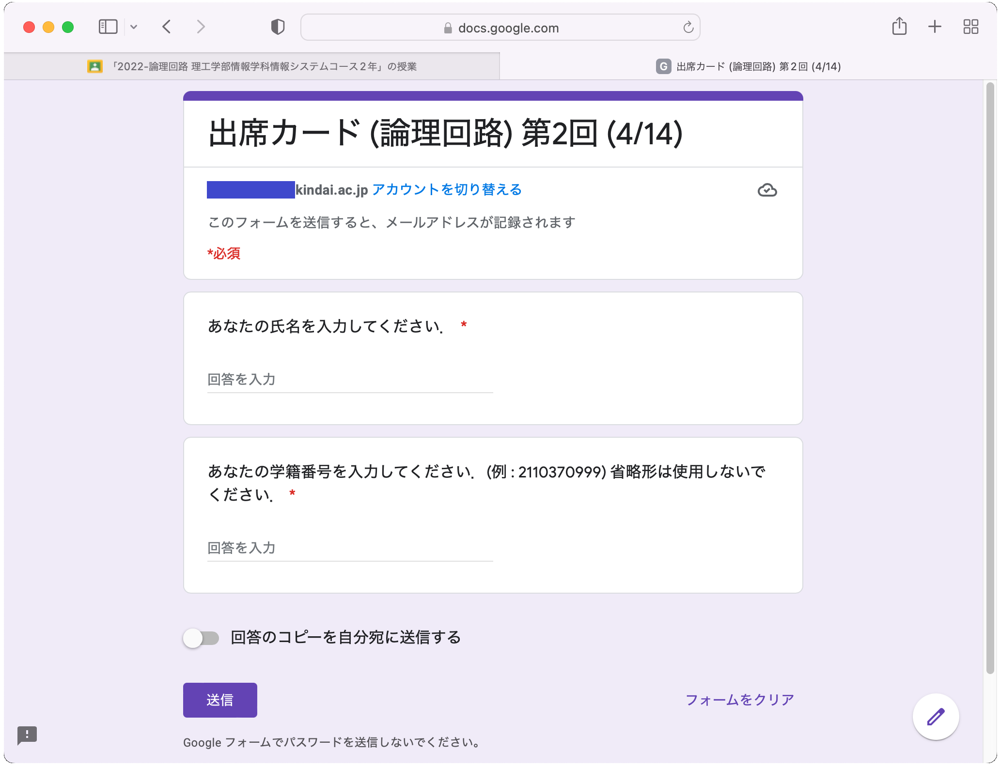 docs.google.com
「2022-論理回路 理工学部情報学科情報システムコース２年」の授業
G 出席カード (論理回路) 第２回 (4/14)
出席カード (論理回路) 第2回 (4/14)
kindai.ac.jp アカウントを切り替える
このフォームを送信すると、メールアドレスが記録されます
*必須
あなたの氏名を入力してください． *
回答を入力
あなたの学籍番号を入力してください．(例 : 2110370999) 省略形は使用しないで
ください． *
回答を入力
回答のコピーを自分宛に送信する
送信
フォームをクリア
Google フォームでパスワードを送信しないでください。